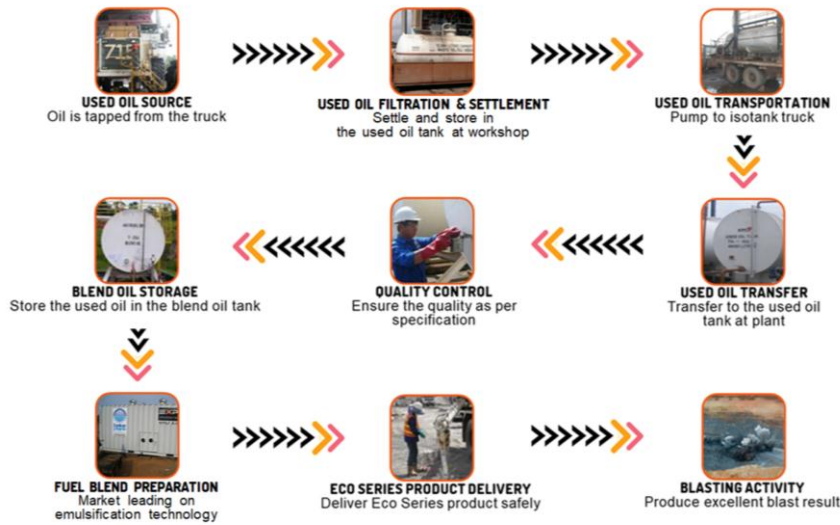 715
USED OIL SOURCE
Oil is tapped from the truck
USED OIL FILTRATION & SETTLEMENT
Settle and store in
the used oil tank at workshop
USED OIL TRANSPORTATION
Pump to isotank truck
BLEND OIL STORAGE
Store the used oil in the blend oil tank
QUALITY CONTROL
Ensure the quality as per
specification
USED OIL TRANSFER
Transfer to the used oil
tank at plant
FUEL BLEND PREPARATION
Market leading on
emulsification technology
ECO SERIES PRODUCT DELIVERY
Deliver Eco Series product safely
BLASTING ACTIVITY
Produce excellent blast result